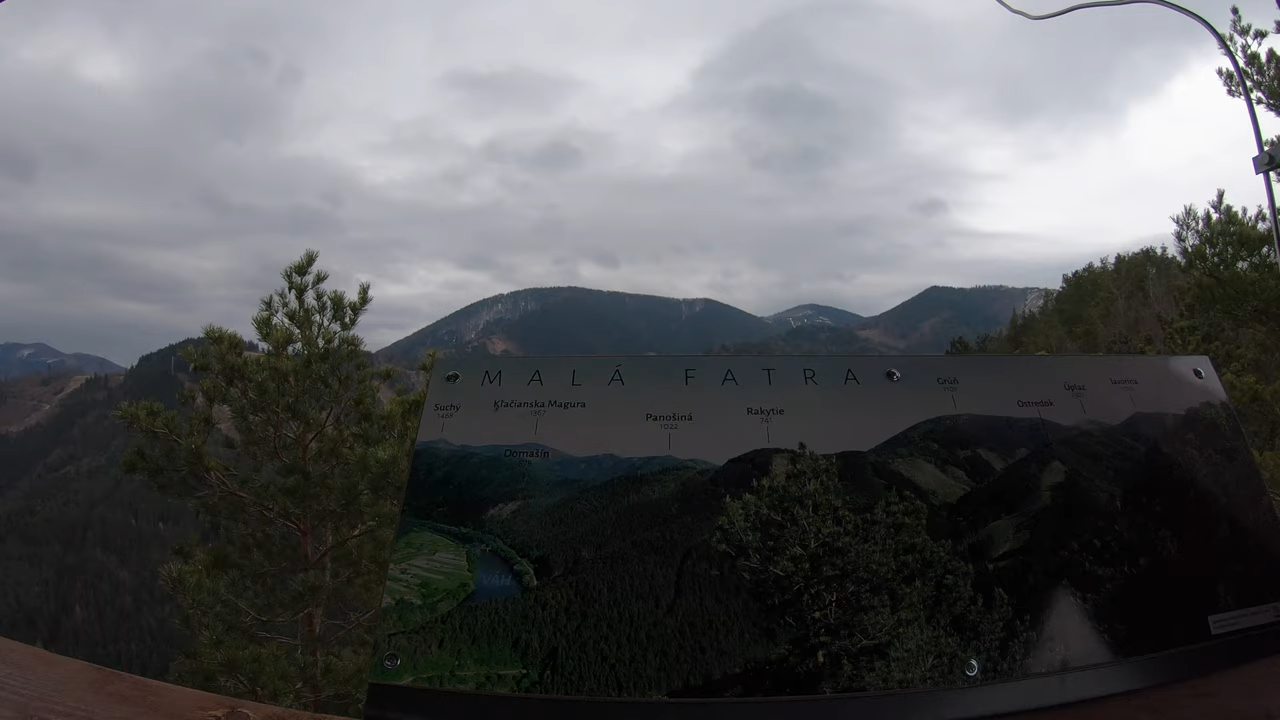 MALÁ FATRA
Suchý
1468
Kľačianska Magura
1367
Domašín
Panošiná
1022
Rakytie
Grúň
Ostredok
Úplaz
VÁH